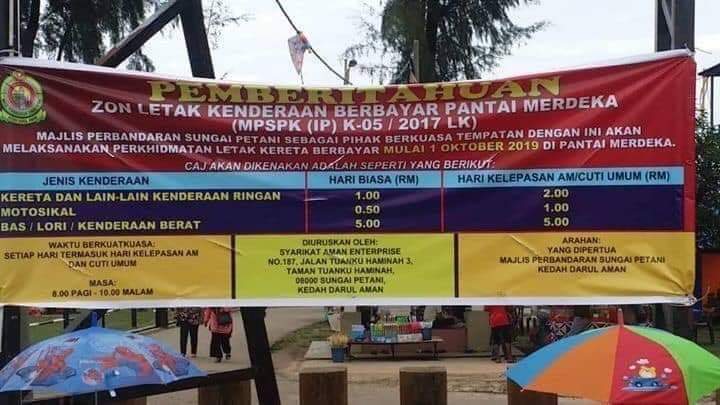 PEMBERITAHUAN
ZON LETAK KENDERAAN BERBAYAR PANTAI MERDEKA
(MPSPK (IP) K-05 / 2017 LK)
MAJLIS PERBANDARAN SUNGAI PETANI SEBAGAI PIHAK BERKUASA TEMPATAN DENGAN INI AKAN
MELAKSANAKAN PERKHIDMATAN LETAK KERETA BERBAYAR MULAI 1 OKTOBER 2019 DI PANTAI MERDEKA.
CAJ AKAN DIKENAKAN ADALAH SEPERTI YANG BERIKUT:
JENIS KENDERAAN HARI BIASA (RM) HARI KELEPASAN AM/CUTI UMUM (RM)
KERETA DAN LAIN-LAIN KENDERAAN RINGAN 1.00 2.00
MOTOSIKAL 0.50 1.00
BAS / LORI / KENDERAAN BERAT 5.00 5.00
WAKTU BERKUATKUASA:
SETIAP HARI TERMASUK HARI KELEPASAN AM
DAN CUTI UMUM
MASA:
8.00 PAGI - 10.00 MALAM
DIURUSKAN OLEH:
SYARIKAT AMAN ENTERPRISE
NO.187, JALAN TUANKU HAMINAH 3,
TAMAN TUANKU HAMINAH,
08000 SUNGAI PETANI,
KEDAH DARUL AMAN
ARAHAN:
YANG DIPERTUA
MAJLIS PERBANDARAN SUNGAI PETANI
KEDAH DARUL AMAN